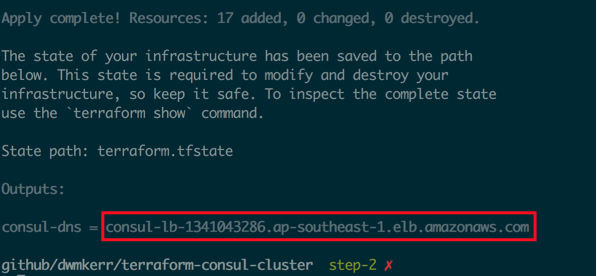 Apply complete! Resources: 17 added, 0 changed, 0 destroyed.
The state of your infrastructure has been saved to the path
below. This state is required to modify and destroy your
infrastructure, so keep it safe. To inspect the complete state
use the `terraform show` command.
State path: terraform.tfstate
Outputs:
consul-dns = consul-lb-1341043286.ap-southeast-1.elb.amazonaws.com
github/dwmkerr/terraform-consul-cluster step-2 ✗